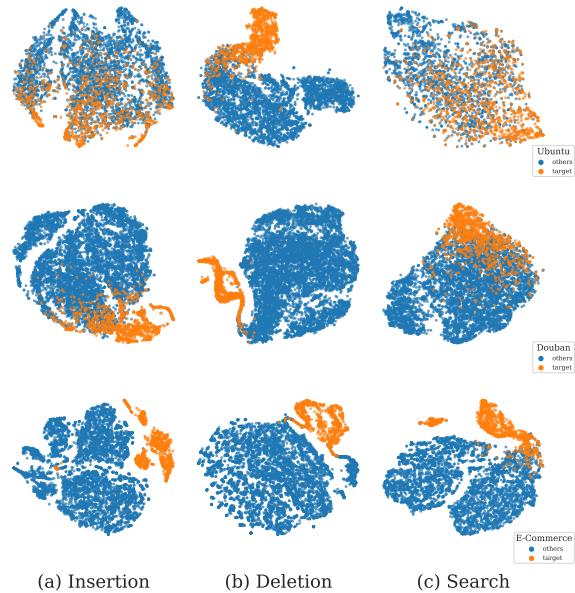 Ubuntu
others
target
Douban
others
target
E-Commerce
others
target
(a) Insertion
(b) Deletion
(c) Search